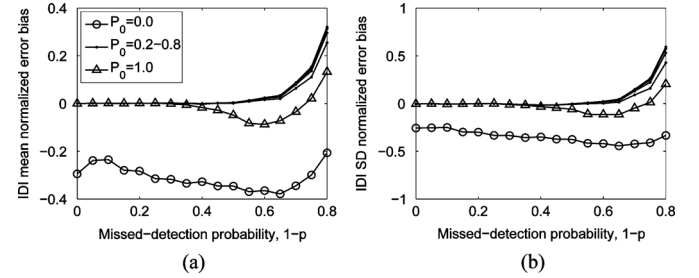 0.4
0.2
0
-0.2
-0.4
IDI mean normalized error bias
P0=0.0
P0=0.2-0.8
P0=1.0
0 0.2 0.4 0.6 0.8
Missed-detection probability, 1-p
(a)
1
0.5
0
-0.5
-1
IDI SD normalized error bias
0 0.2 0.4 0.6 0.8
Missed-detection probability, 1-p
(b)